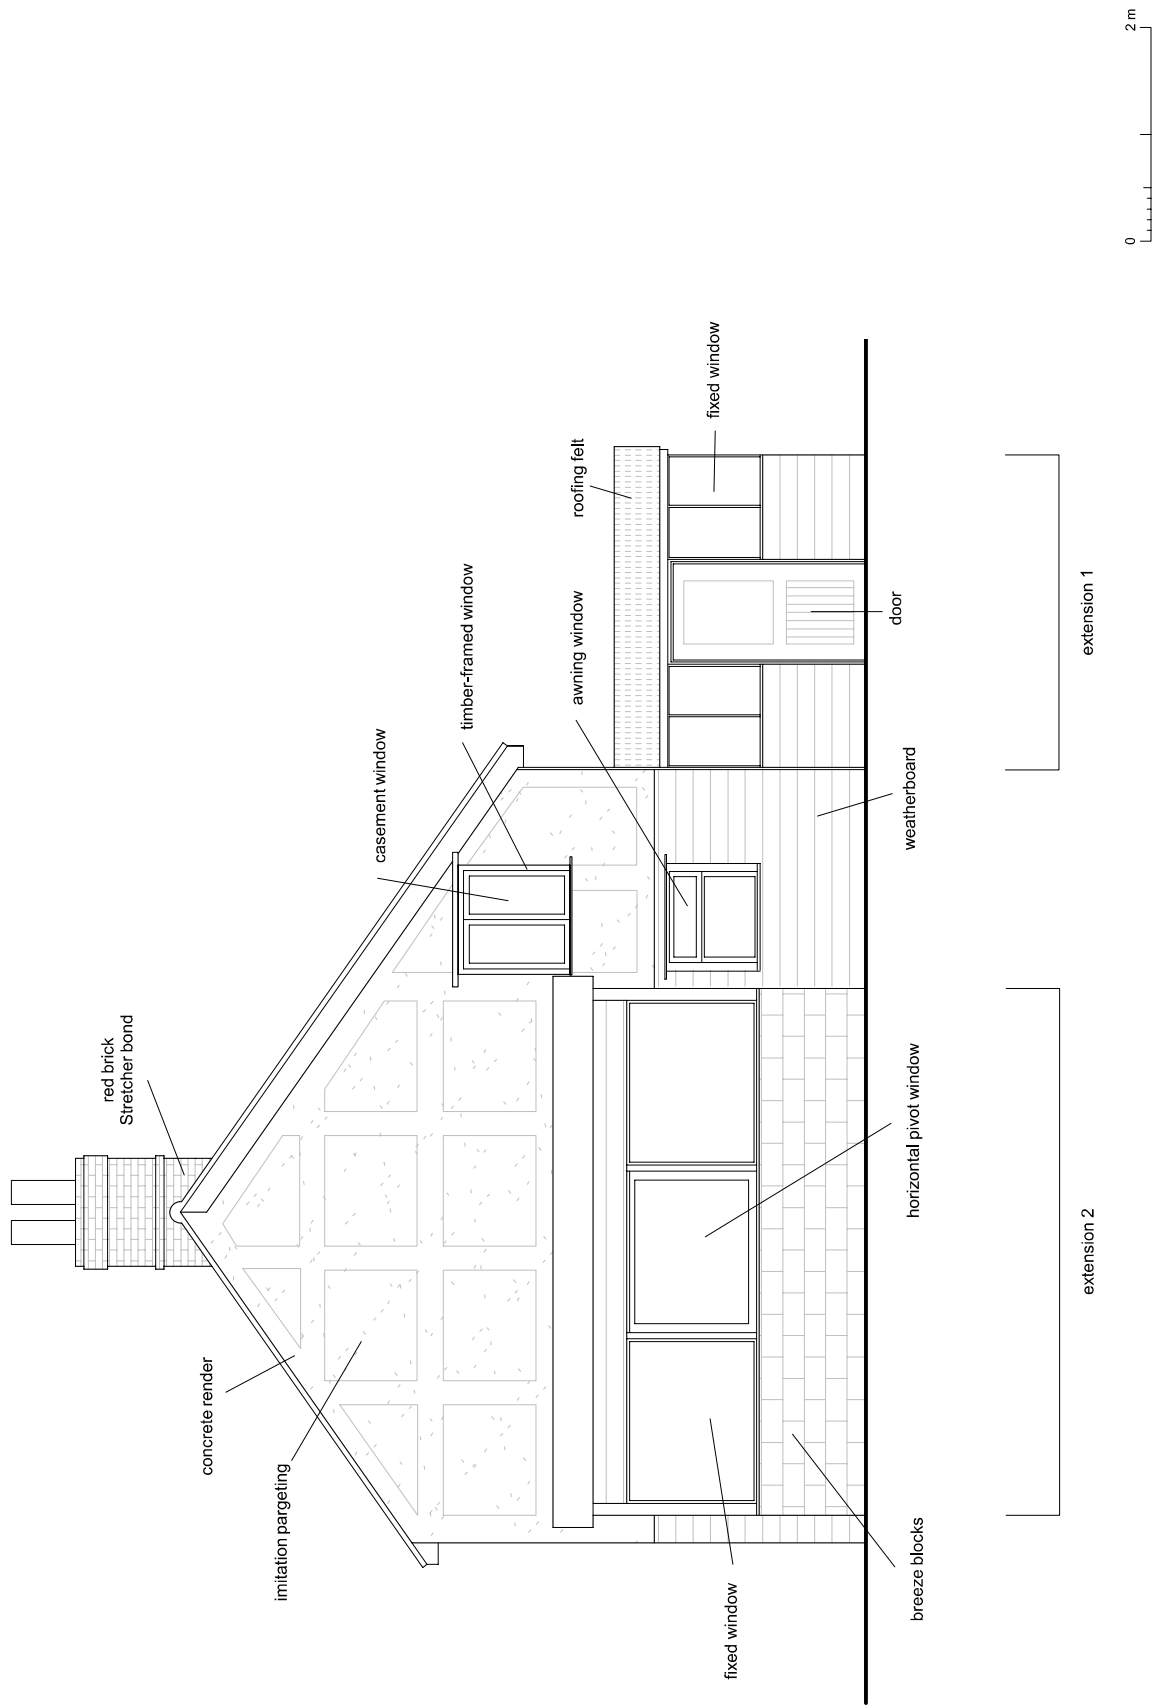 red brick
Stretcher bond
concrete render
imitation pargeting
casement window
timber-framed window
awning window
roofing felt
fixed window
fixed window
breeze blocks
horizontal pivot window
weatherboard
door
extension 2
extension 1
0
2 m